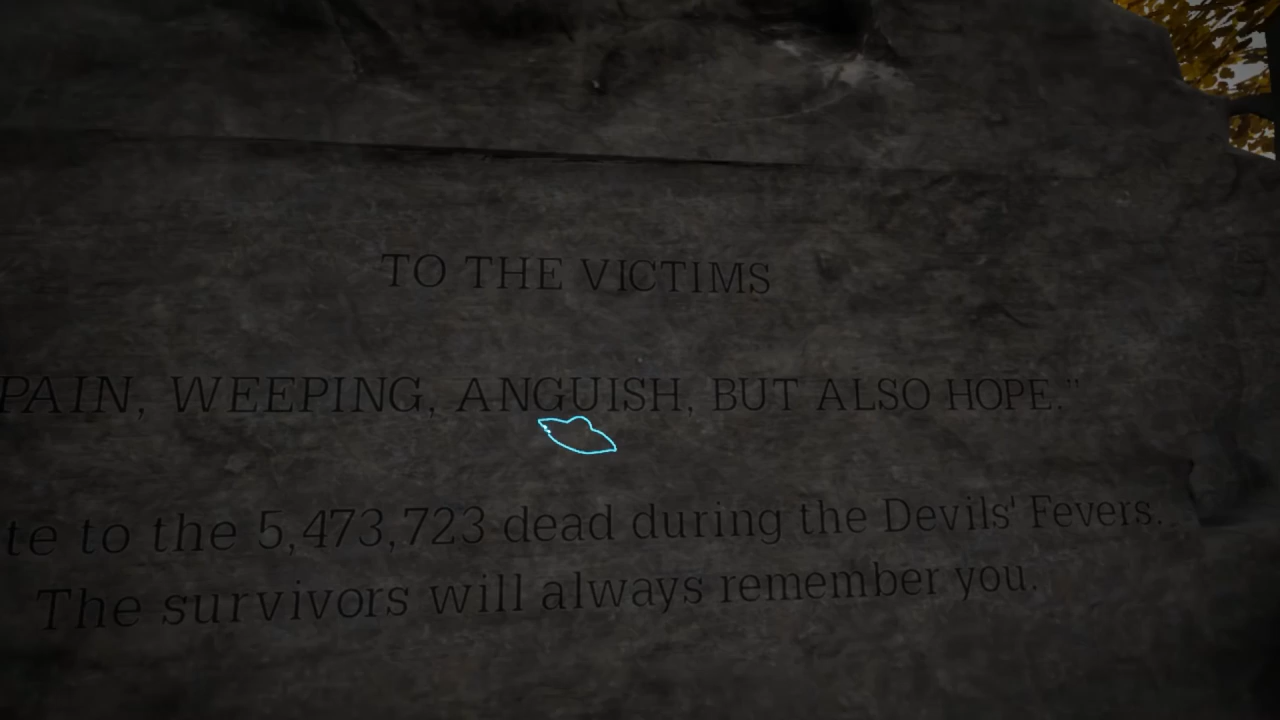 TO THE VICTIMS
PAIN, WEEPING, ANGUISH, BUT ALSO HOPE."
te to the 5,473,723 dead during the Devils' Fevers.
The survivors will always remember you.